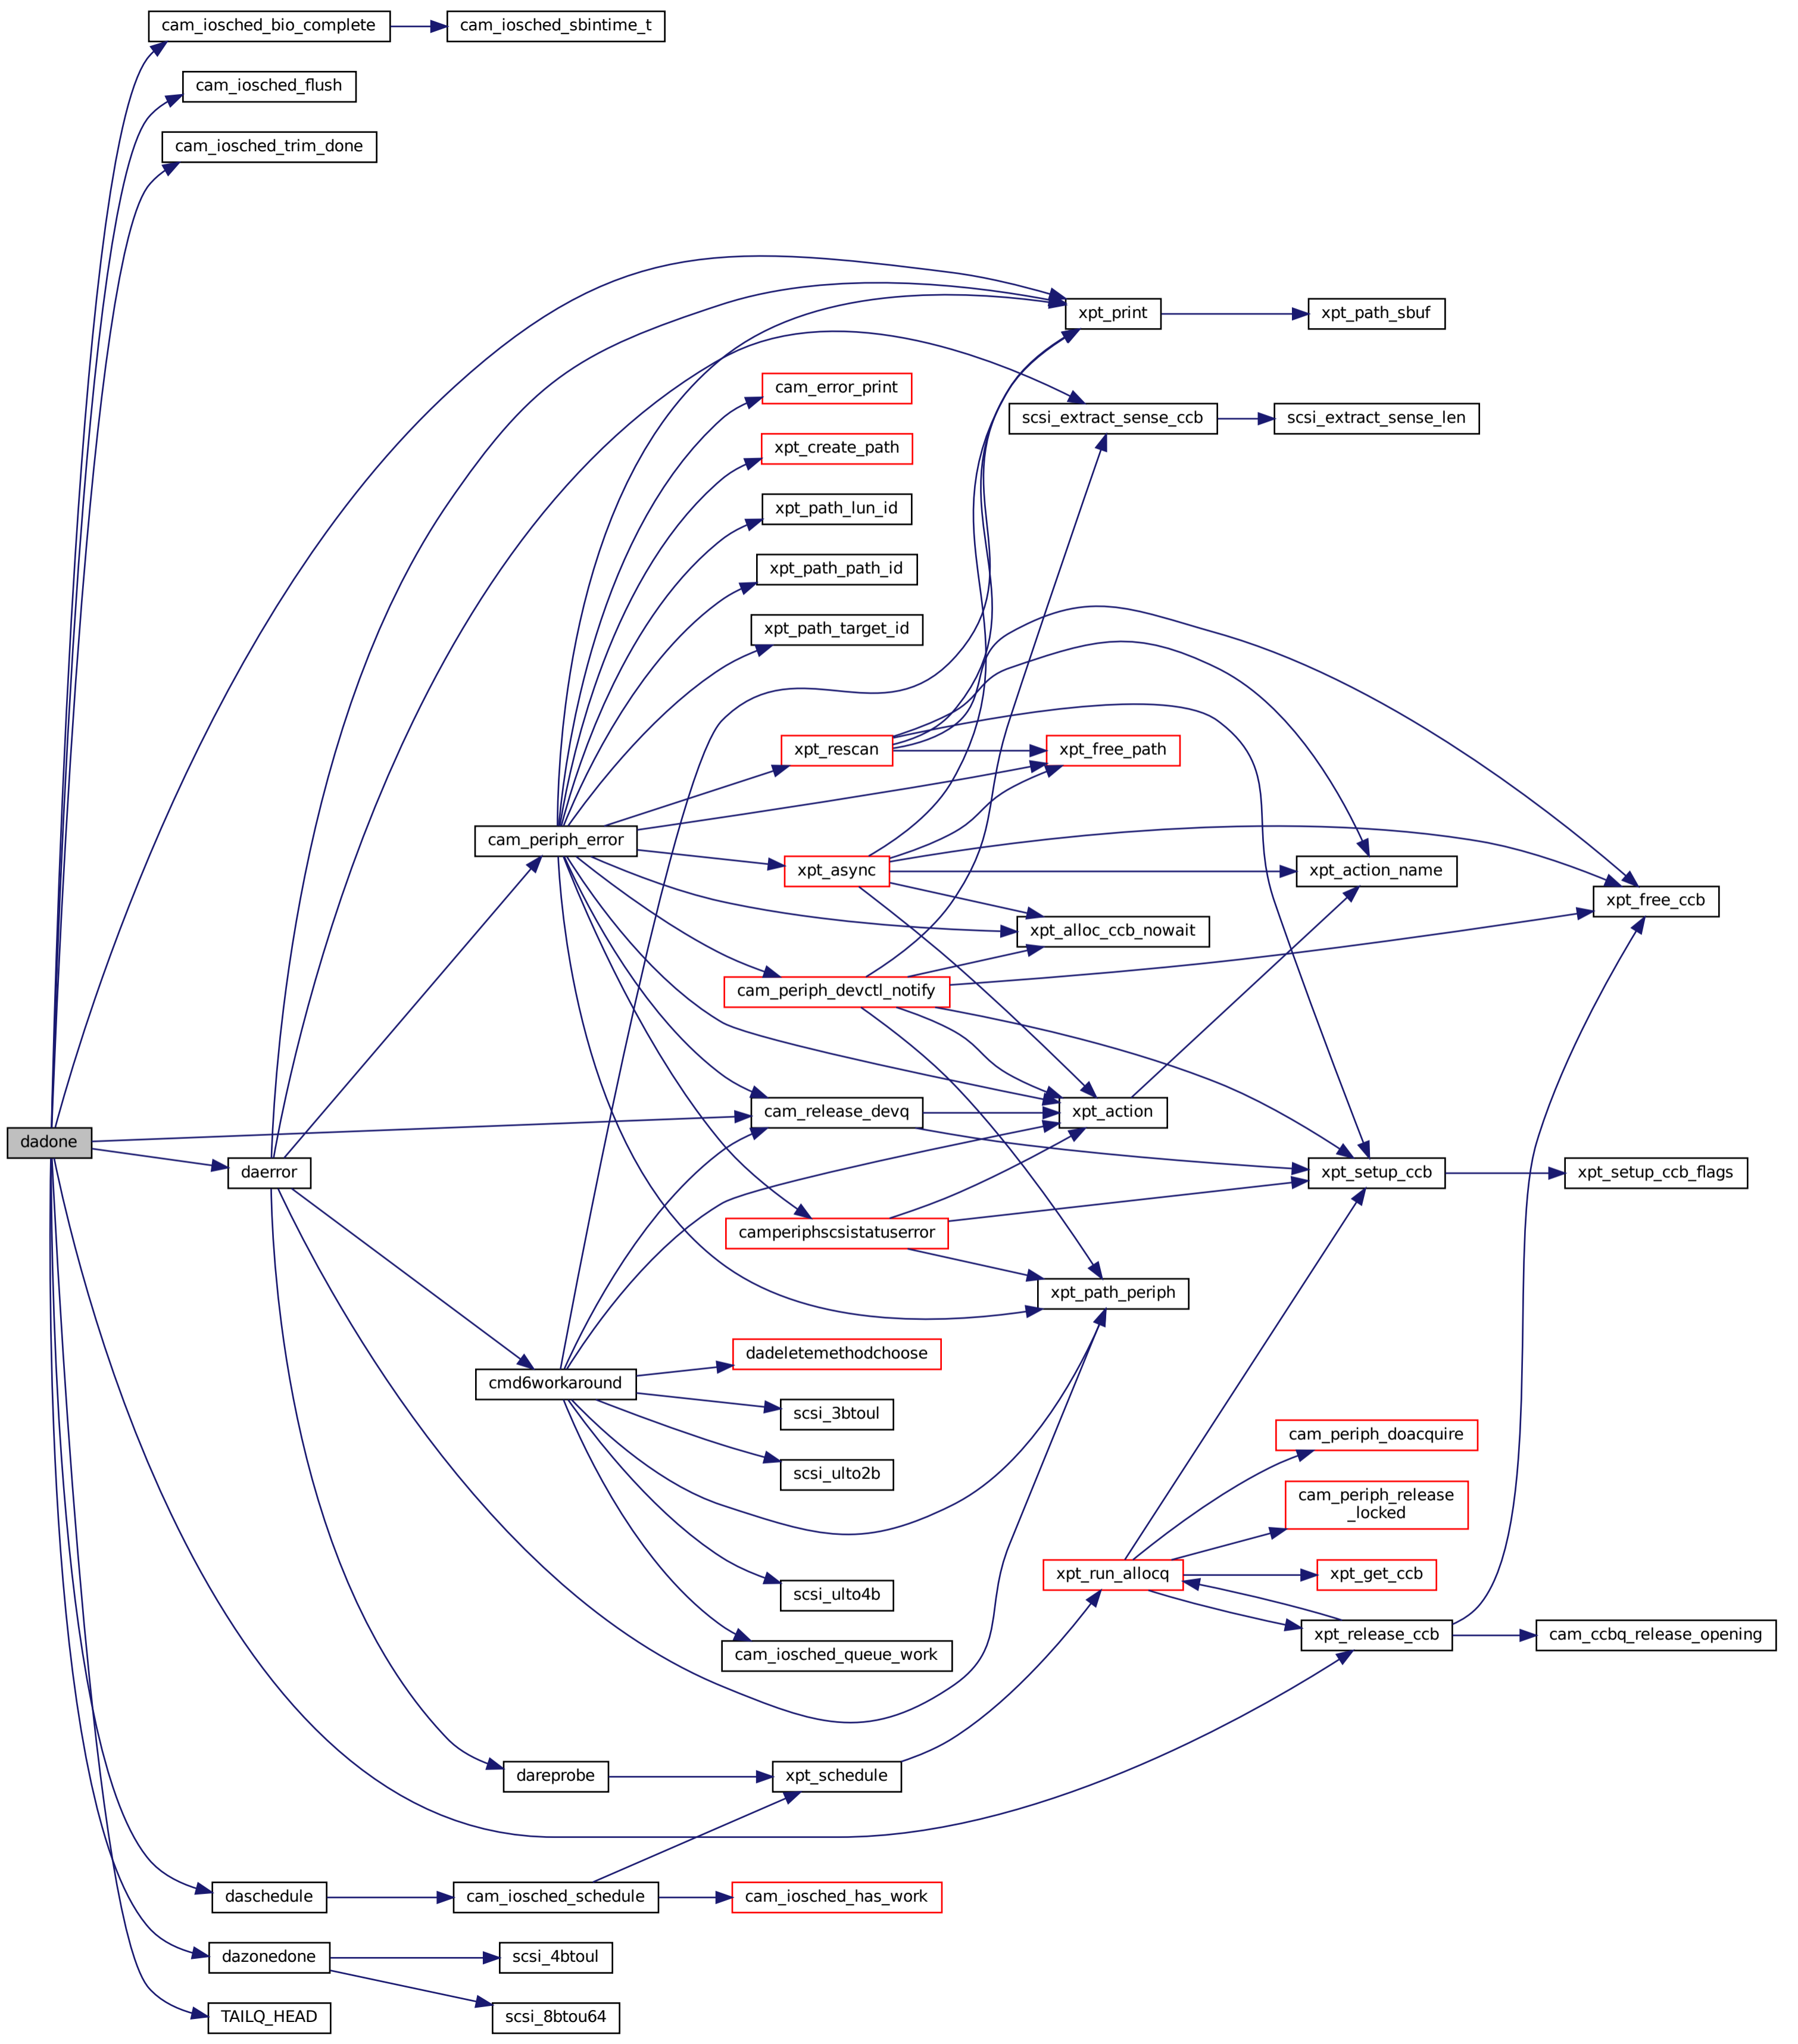 cam_iosched_bio_complete
cam_iosched_sbintime_t
cam_iosched_flush
cam_iosched_trim_done
xpt_print
xpt_path_sbuf
cam_error_print
scsi_extract_sense_ccb
scsi_extract_sense_len
xpt_create_path
xpt_path_lun_id
xpt_path_path_id
xpt_path_target_id
xpt_rescan
xpt_free_path
cam_periph_error
xpt_async
xpt_action_name
xpt_free_ccb
xpt_alloc_ccb_nowait
cam_periph_devctl_notify
cam_release_devq
xpt_action
dadone
daerror
xpt_setup_ccb
xpt_setup_ccb_flags
camperiphscsistatuserror
xpt_path_periph
dadeletemethodchoose
cmd6workaround
scsi_3btoul
cam_periph_doacquire
scsi_ulto2b
cam_periph_release
_locked
xpt_run_allocq
xpt_get_ccb
scsi_ulto4b
xpt_release_ccb
cam_ccbq_release_opening
cam_iosched_queue_work
dareprobe
xpt_schedule
daschedule
cam_iosched_schedule
cam_iosched_has_work
dazonedone
scsi_4btoul
TAILQ_HEAD
scsi_8btou64